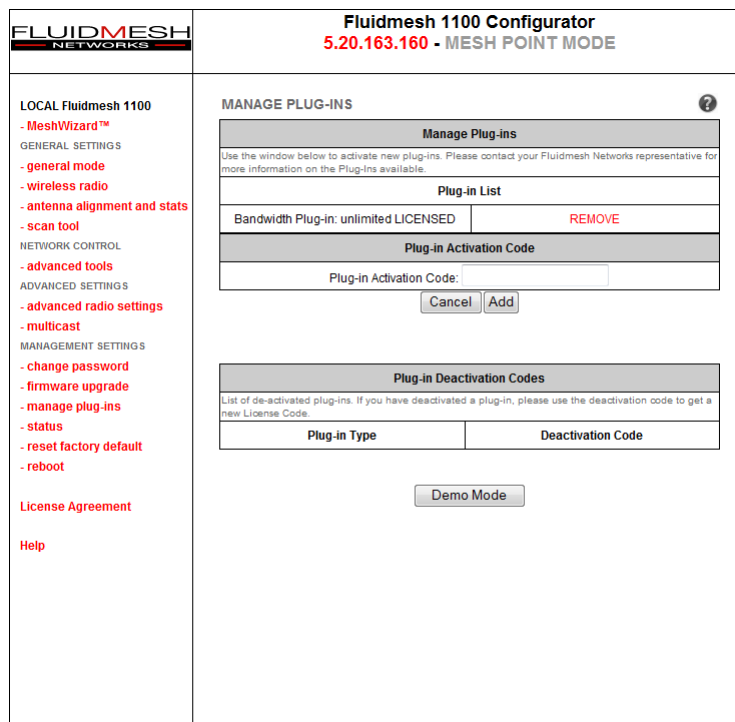 FLUIDMESH
NETWORKS
Fluidmesh 1100 Configurator
5.20.163.160 - MESH POINT MODE
LOCAL Fluidmesh 1100
- MeshWizard™
GENERAL SETTINGS
- general mode
- wireless radio
- antenna alignment and stats
- scan tool
NETWORK CONTROL
- advanced tools
ADVANCED SETTINGS
- advanced radio settings
- multicast
MANAGEMENT SETTINGS
- change password
- firmware upgrade
- manage plug-ins
- status
- reset factory default
- reboot
License Agreement
Help
MANAGE PLUG-INS
?
Manage Plug-ins
Use the window below to activate new plug-ins. Please contact your Fluidmesh Networks representative for
more information on the Plug-Ins available.
Plug-in List
Bandwidth Plug-in: unlimited LICENSED
REMOVE
Plug-in Activation Code
Plug-in Activation Code:
Cancel
Add
Plug-in Deactivation Codes
List of de-activated plug-ins. If you have deactivated a plug-in, please use the deactivation code to get a
new License Code.
Plug-in Type
Deactivation Code
Demo Mode